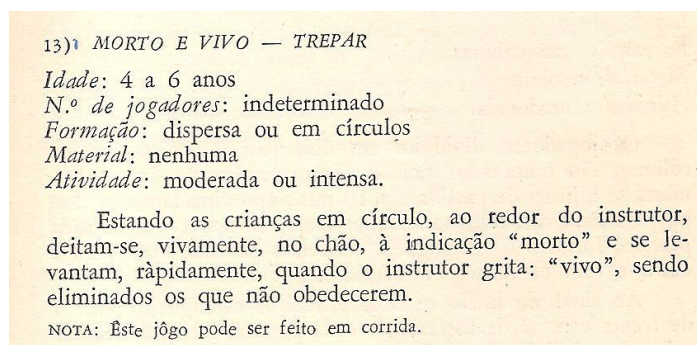 13) MORTO E VIVO — TREPAR
Idade: 4 a 6 anos
N.º de jogadores: indeterminado
Formação: dispersa ou em círculos
Material: nenhuma
Atividade: moderada ou intensa.
Estando as crianças em círculo, ao redor do instrutor,
deitam-se, vivamente, no chão, à indicação “morto” e se le-
vantam, ràpidamente, quando o instrutor grita: “vivo”, sendo
eliminados os que não obedecerem.
NOTA: Êste jôgo pode ser feito em corrida.